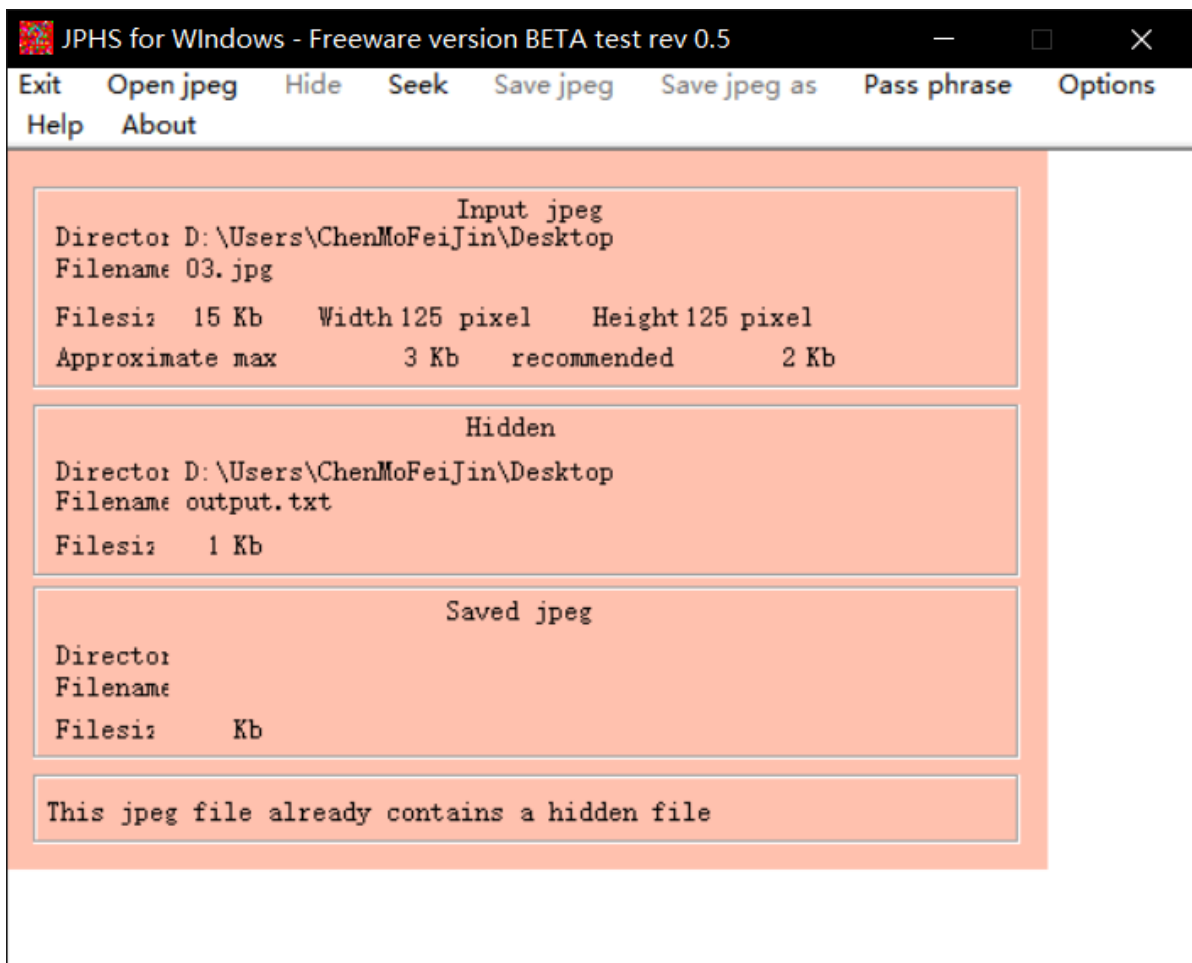 JPHS for WIndows - Freeware version BETA test rev 0.5
Exit Open jpeg Hide Seek Save jpeg Save jpeg as Pass phrase Options
Help About
Input jpeg
Director D:\Users\ChenMoFeiJin\Desktop
Filename 03.jpg
Filesiz 15 Kb Width 125 pixel Height 125 pixel
Approximate max 3 Kb recommended 2 Kb
Hidden
Director D:\Users\ChenMoFeiJin\Desktop
Filename output.txt
Filesiz 1 Kb
Saved jpeg
Director
Filename
Filesiz Kb
This jpeg file already contains a hidden file